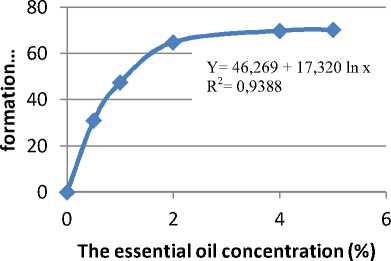 formation...
80
60
40
20
0
0
2
4
6
Y= 46,269 + 17,320 ln x
R2= 0,9388
The essential oil concentration (%)